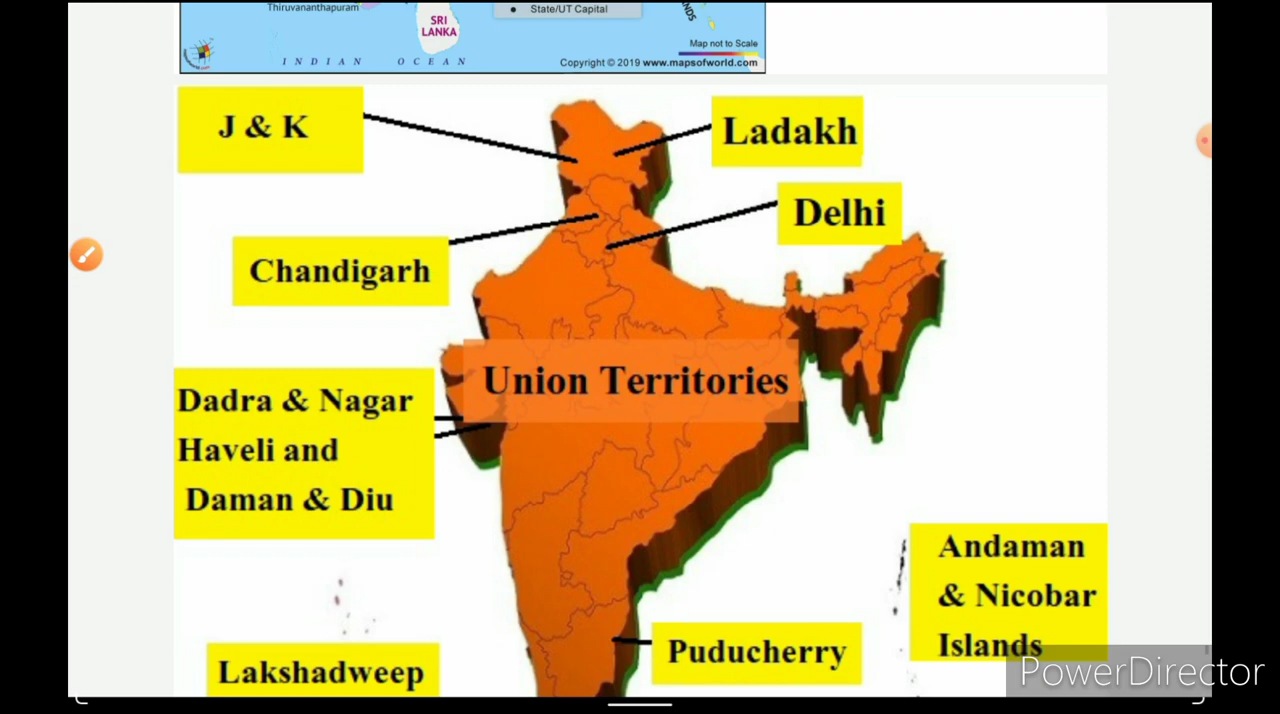 Thiruvananthapuram
SRI
LANKA
State/UT Capital
Map not to Scale
INDIAN OCEAN
Copyright © 2019 www.mapsofworld.com
J & K
Ladakh
Delhi
Chandigarh
Union Territories
Dadra & Nagar
Haveli and
Daman & Diu
Andaman
& Nicobar
Islands
Puducherry
Lakshadweep
PowerDirector